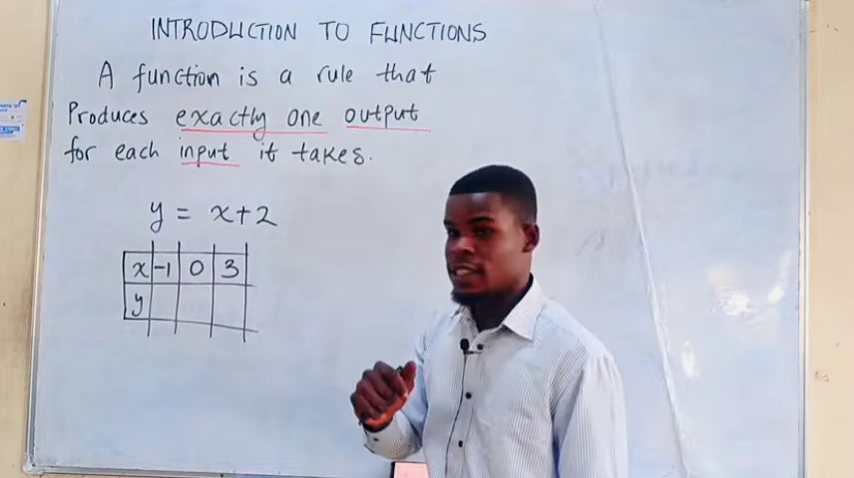 INTRODUCTION TO FUNCTIONS
A function is a rule that
Produces exactly one output
for each input it takes.
y = x+2
x -1 0 3
y